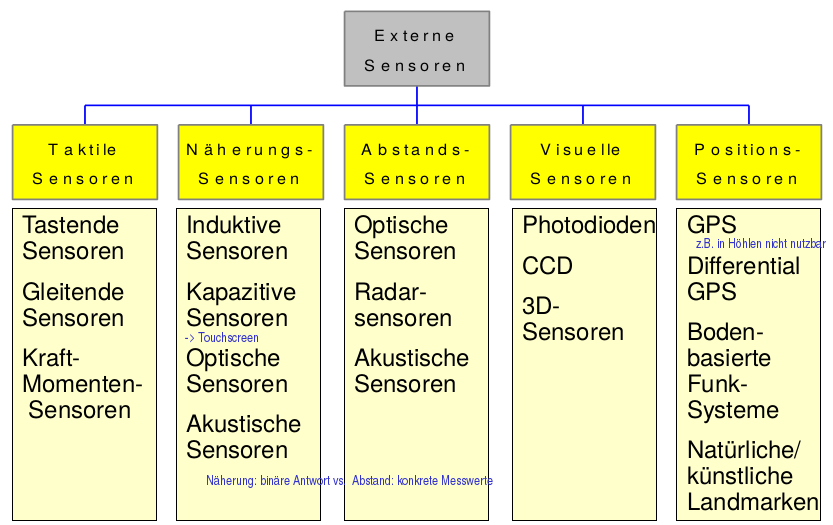 Externe
Sensoren
Taktile
Sensoren
Näherungs-
Sensoren
Abstands-
Sensoren
Visuelle
Sensoren
Positions-
Sensoren
Tastende
Sensoren
Gleitende
Sensoren
Kraft-
Momenten-
Sensoren
Induktive
Sensoren
Kapazitive
Sensoren
-> Touchscreen
Optische
Sensoren
Akustische
Sensoren
Näherung: binäre Antwort vs Abstand: konkrete Messwerte
Optische
Sensoren
Radar-
sensoren
Akustische
Sensoren
Photodioden
CCD
3D-
Sensoren
GPS
z.B. in Höhlen nicht nutzbar
Differential
GPS
Boden-
basierte
Funk-
Systeme
Natürliche/
künstliche
Landmarken